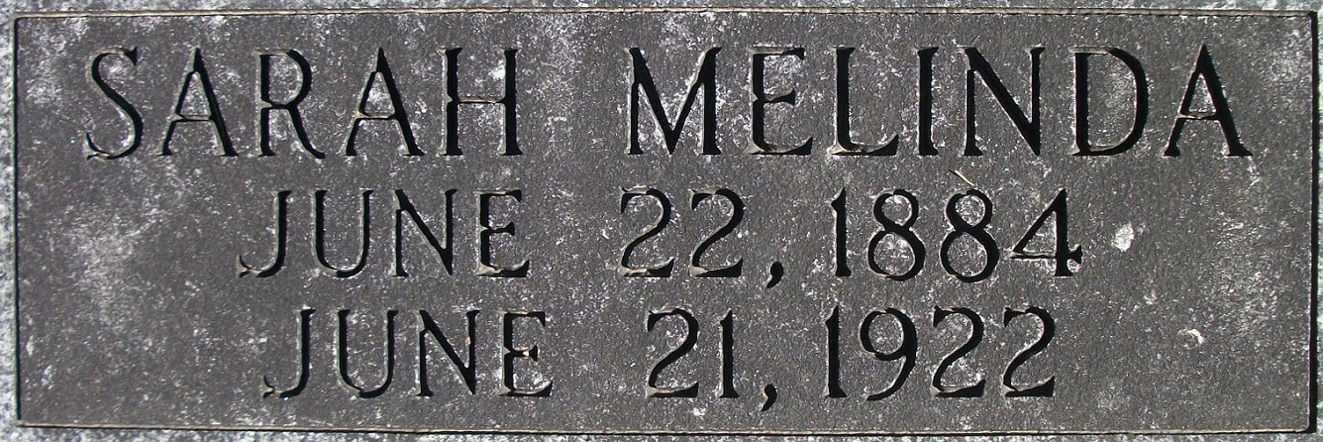 SARAH MELINDA
JUNE 22, 1884
JUNE 21, 1922